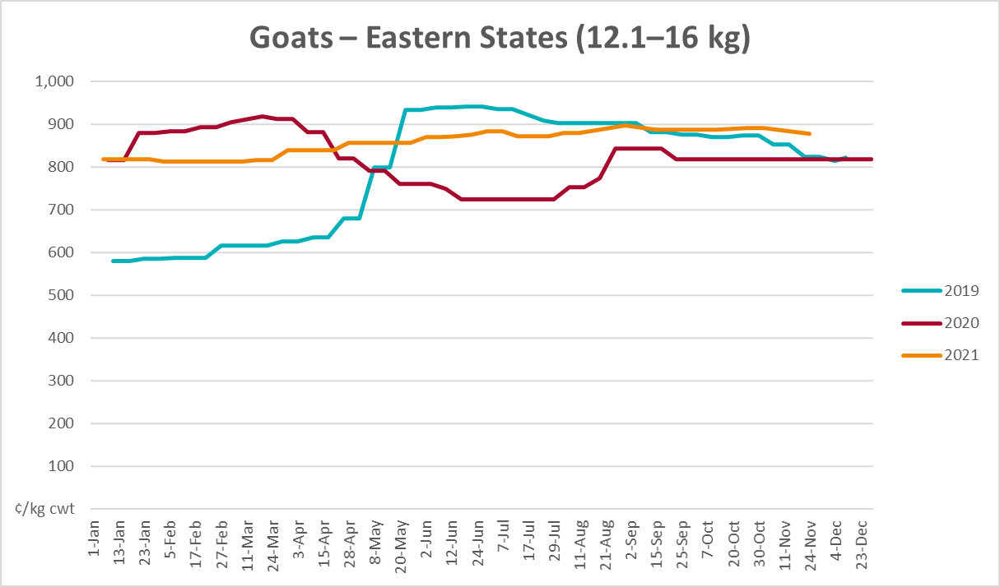 Goats – Eastern States (12.1–16 kg)
1,000
900
800
700
600
500
400
300
200
100
¢/kg cwt
1-Jan
13-Jan
23-Jan
5-Feb
17-Feb
27-Feb
11-Mar
24-Mar
3-Apr
15-Apr
28-Apr
8-May
20-May
2-Jun
12-Jun
24-Jun
7-Jul
17-Jul
29-Jul
11-Aug
21-Aug
2-Sep
15-Sep
25-Sep
7-Oct
20-Oct
30-Oct
11-Nov
24-Nov
4-Dec
23-Dec
2019
2020
2021